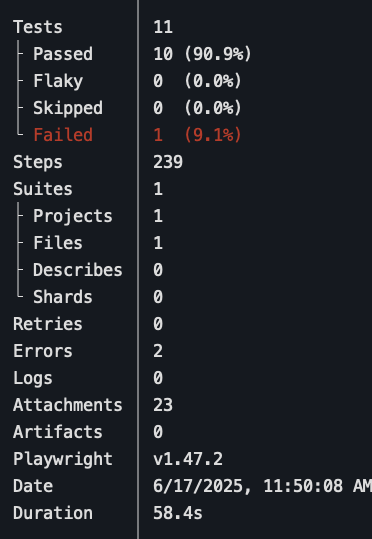 Tests 11
├ Passed 10 (90.9%)
├ Flaky 0 (0.0%)
├ Skipped 0 (0.0%)
└ Failed 1 (9.1%)
Steps 239
Suites 1
├ Projects 1
├ Files 1
├ Describes 0
└ Shards 0
Retries 0
Errors 2
Logs 0
Attachments 23
Artifacts 0
Playwright v1.47.2
Date 6/17/2025, 11:50:08 AM
Duration 58.4s